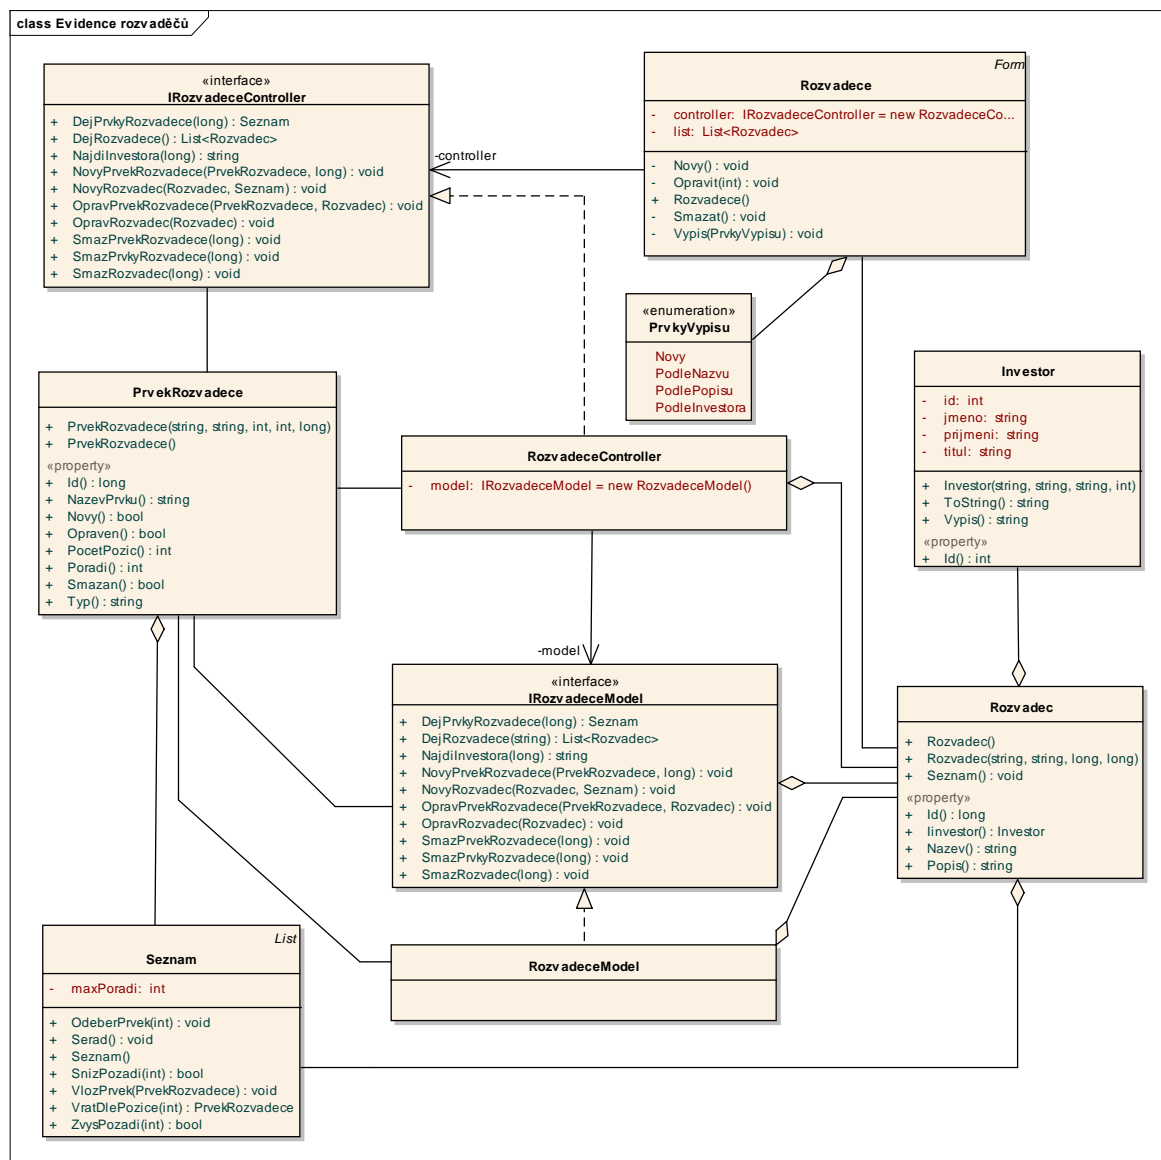 class Evidence rozvaděčů
«interface»
IRozvadeceController
+ DejPrvkyRozvadece(long) : Seznam
+ DejRozvadece() : List<Rozvadec>
+ NajdiInvestora(long) : string
+ NovyPrvekRozvadece(PrvekRozvadece, long) : void
+ NovyRozvadec(Rozvadec, Seznam) : void
+ OpravPrvekRozvadece(PrvekRozvadece, Rozvadec) : void
+ OpravRozvadec(Rozvadec) : void
+ SmazPrvekRozvadece(long) : void
+ SmazPrvkyRozvadece(long) : void
+ SmazRozvadec(long) : void
Form
Rozvadece
- controller: IRozvadeceController = new RozvadeceCo...
- list: List<Rozvadec>
- Novy() : void
- Opravit(int) : void
+ Rozvadece()
- Smazat() : void
- Vypis(PrvkyVypisu) : void
-controller
«enumeration»
PrvkyVypisu
Novy
PodleNazvu
PodlePopisu
PodleInvestora
Investor
- id: int
- jmeno: string
- prijmeni: string
- titul: string
+ Investor(string, string, string, int)
+ ToString() : string
+ Vypis() : string
«property»
+ Id() : int
PrvekRozvadece
+ PrvekRozvadece(string, string, int, int, long)
+ PrvekRozvadece()
«property»
+ Id() : long
+ NazevPrvku() : string
+ Novy() : bool
+ Opraven() : bool
+ PocetPozic() : int
+ Poradi() : int
+ Smazan() : bool
+ Typ() : string
RozvadeceController
- model: IRozvadeceModel = new RozvadeceModel()
-model
«interface»
IRozvadeceModel
+ DejPrvkyRozvadece(long) : Seznam
+ DejRozvadece(string) : List<Rozvadec>
+ NajdiInvestora(long) : string
+ NovyPrvekRozvadece(PrvekRozvadece, long) : void
+ NovyRozvadec(Rozvadec, Seznam) : void
+ OpravPrvekRozvadece(PrvekRozvadece, Rozvadec) : void
+ OpravRozvadec(Rozvadec) : void
+ SmazPrvekRozvadece(long) : void
+ SmazPrvkyRozvadece(long) : void
+ SmazRozvadec(long) : void
Rozvadec
+ Rozvadec()
+ Rozvadec(string, string, long, long)
+ Seznam() : void
«property»
+ Id() : long
+ Iinvestor() : Investor
+ Nazev() : string
+ Popis() : string
RozvadeceModel
List
Seznam
- maxPoradi: int
+ OdeberPrvek(int) : void
+ Serad() : void
+ Seznam()
+ SnizPozadi(int) : bool
+ VlozPrvek(PrvekRozvadece) : void
+ VratDlePozice(int) : PrvekRozvadece
+ ZvysPozadi(int) : bool